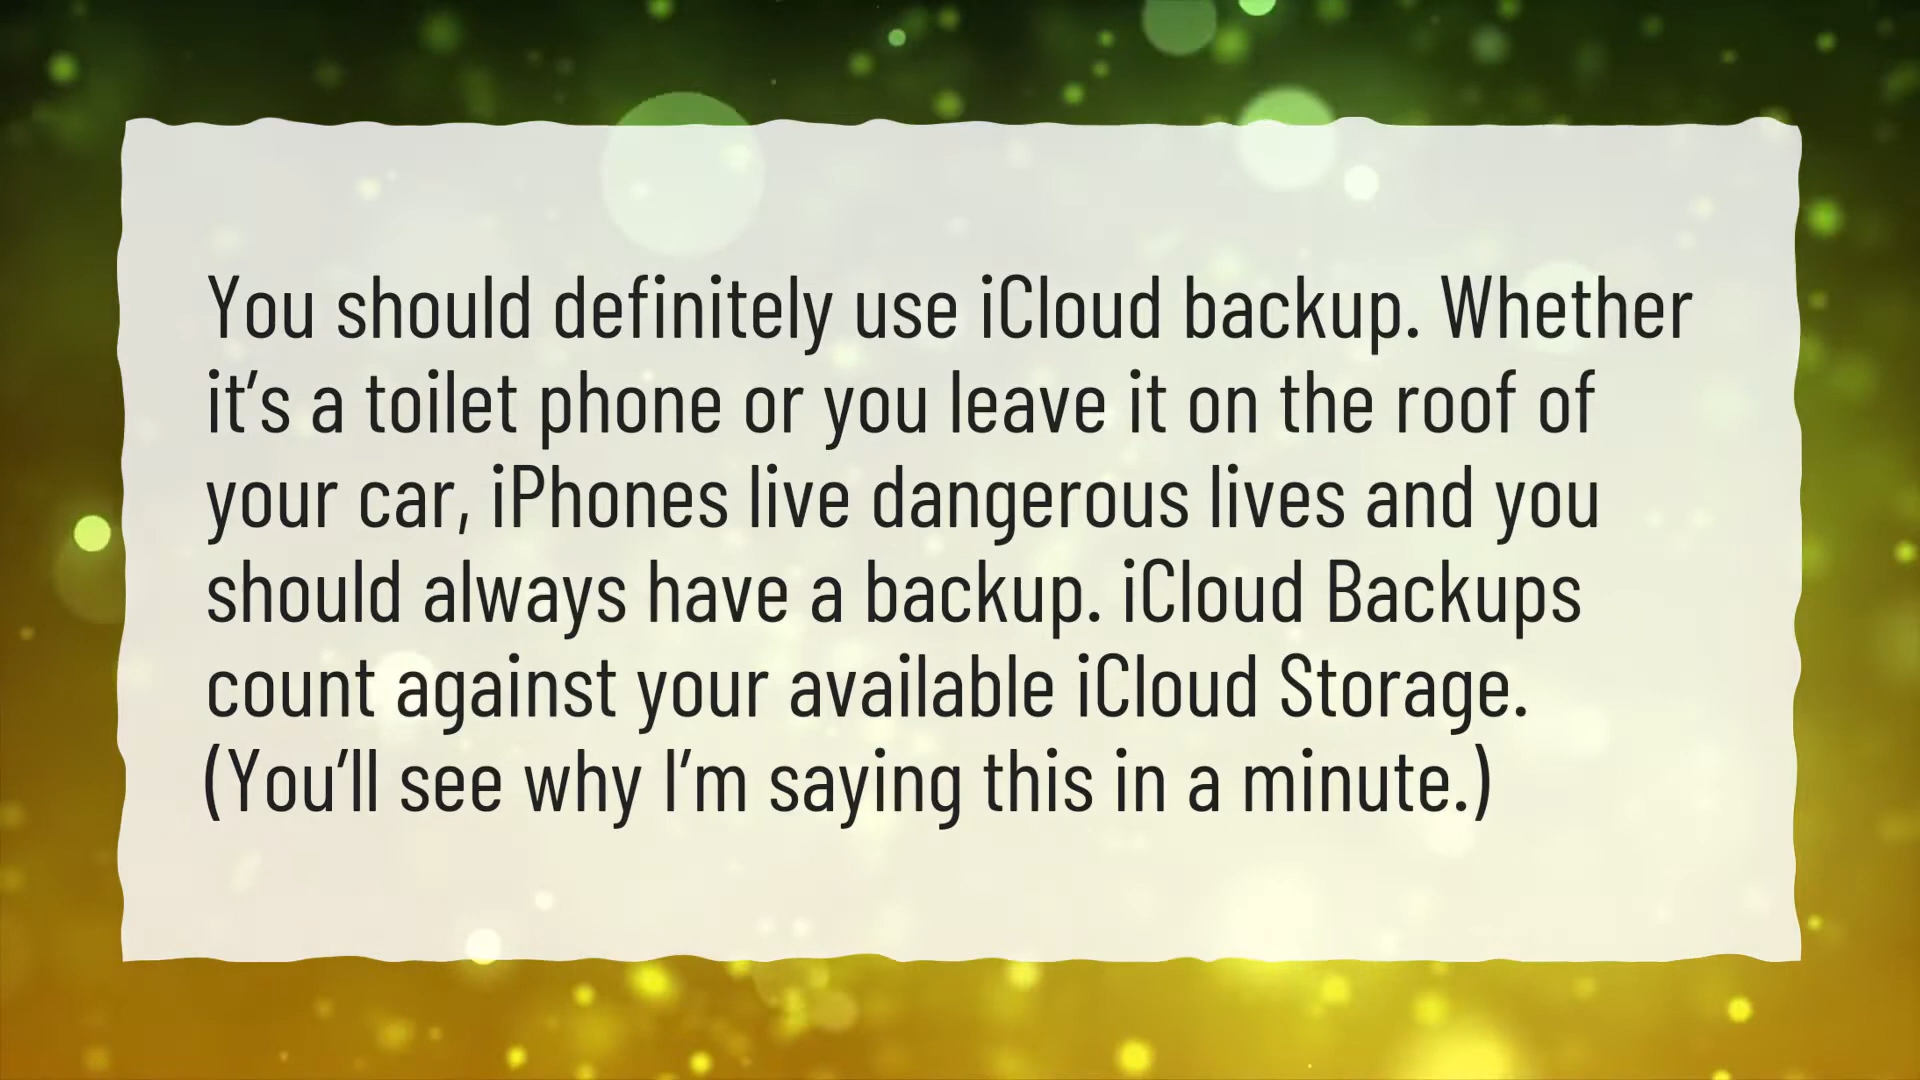 You should definitely use iCloud backup. Whether
it’s a toilet phone or you leave it on the roof of
your car, iPhones live dangerous lives and you
should always have a backup. iCloud Backups
count against your available iCloud Storage.
(You’ll see why I’m saying this in a minute.)